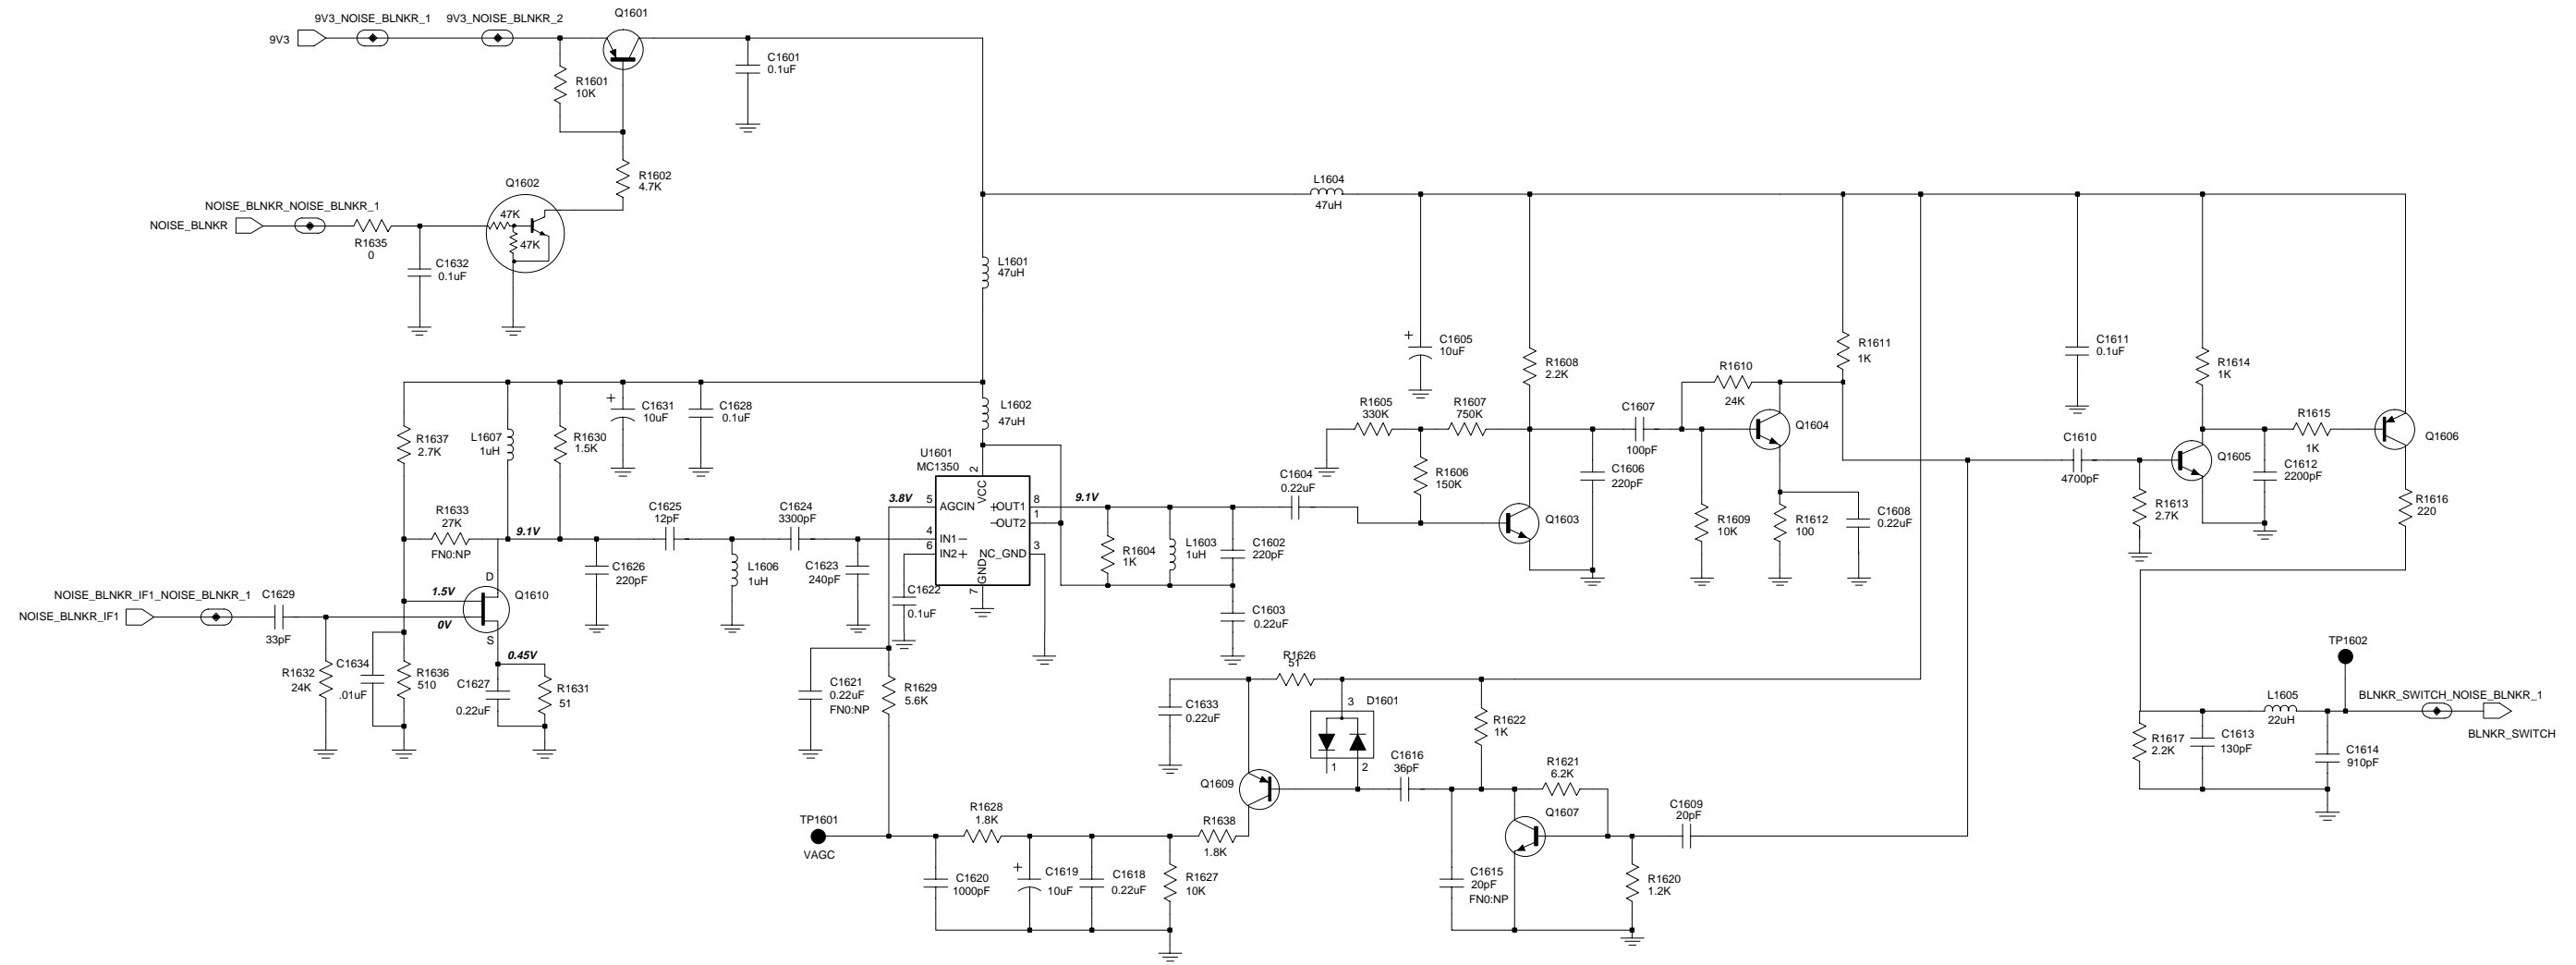 9V3_NOISE_BLNKR_1
9V3_NOISE_BLNKR_2
Q1601
9V3
R1601
10K
C1601
0.1uF
R1602
4.7K
Q1602
47K
47K
NOISE_BLNKR_NOISE_BLNKR_1
NOISE_BLNKR
R1635
0
C1632
0.1uF
L1604
47uH
L1601
47uH
C1605
10uF
+
R1608
2.2K
R1610
24K
R1611
1K
C1611
0.1uF
R1614
1K
R1637
2.7K
L1607
1uH
R1630
1.5K
+
C1631
10uF
C1628
0.1uF
L1602
47uH
R1605
330K
R1607
750K
C1607
100pF
Q1604
R1615
1K
Q1606
U1601
MC1350
2
VCC
5
AGCIN
4
IN1-
6
IN2+
+OUT1
8
-OUT2
1
NC_GND
3
GND
7
3.8V
9.1V
C1604
0.22uF
R1606
150K
C1606
220pF
Q1603
C1610
4700pF
Q1605
C1612
2200pF
R1613
2.7K
R1616
220
R1609
10K
R1612
100
C1608
0.22uF
R1633
27K
FN0:NP
9.1V
C1625
12pF
C1624
3300pF
C1626
220pF
L1606
1uH
C1623
240pF
C1622
0.1uF
R1604
1K
L1603
1uH
C1602
220pF
C1603
0.22uF
NOISE_BLNKR_IF1_NOISE_BLNKR_1
NOISE_BLNKR_IF1
C1629
33pF
1.5V
0V
D
S
Q1610
0.45V
R1632
24K
C1634
.01uF
R1636
510
C1627
0.22uF
R1631
51
C1621
0.22uF
FN0:NP
R1629
5.6K
R1626
51
C1633
0.22uF
3
D1601
1
2
R1622
1K
Q1609
C1616
36pF
R1621
6.2K
Q1607
C1609
20pF
TP1602
BLNKR_SWITCH_NOISE_BLNKR_1
BLNKR_SWITCH
L1605
22uH
R1617
2.2K
C1613
130pF
C1614
910pF
TP1601
VAGC
R1628
1.8K
R1638
1.8K
C1620
1000pF
+
C1619
10uF
C1618
0.22uF
R1627
10K
C1615
20pF
FN0:NP
R1620
1.2K